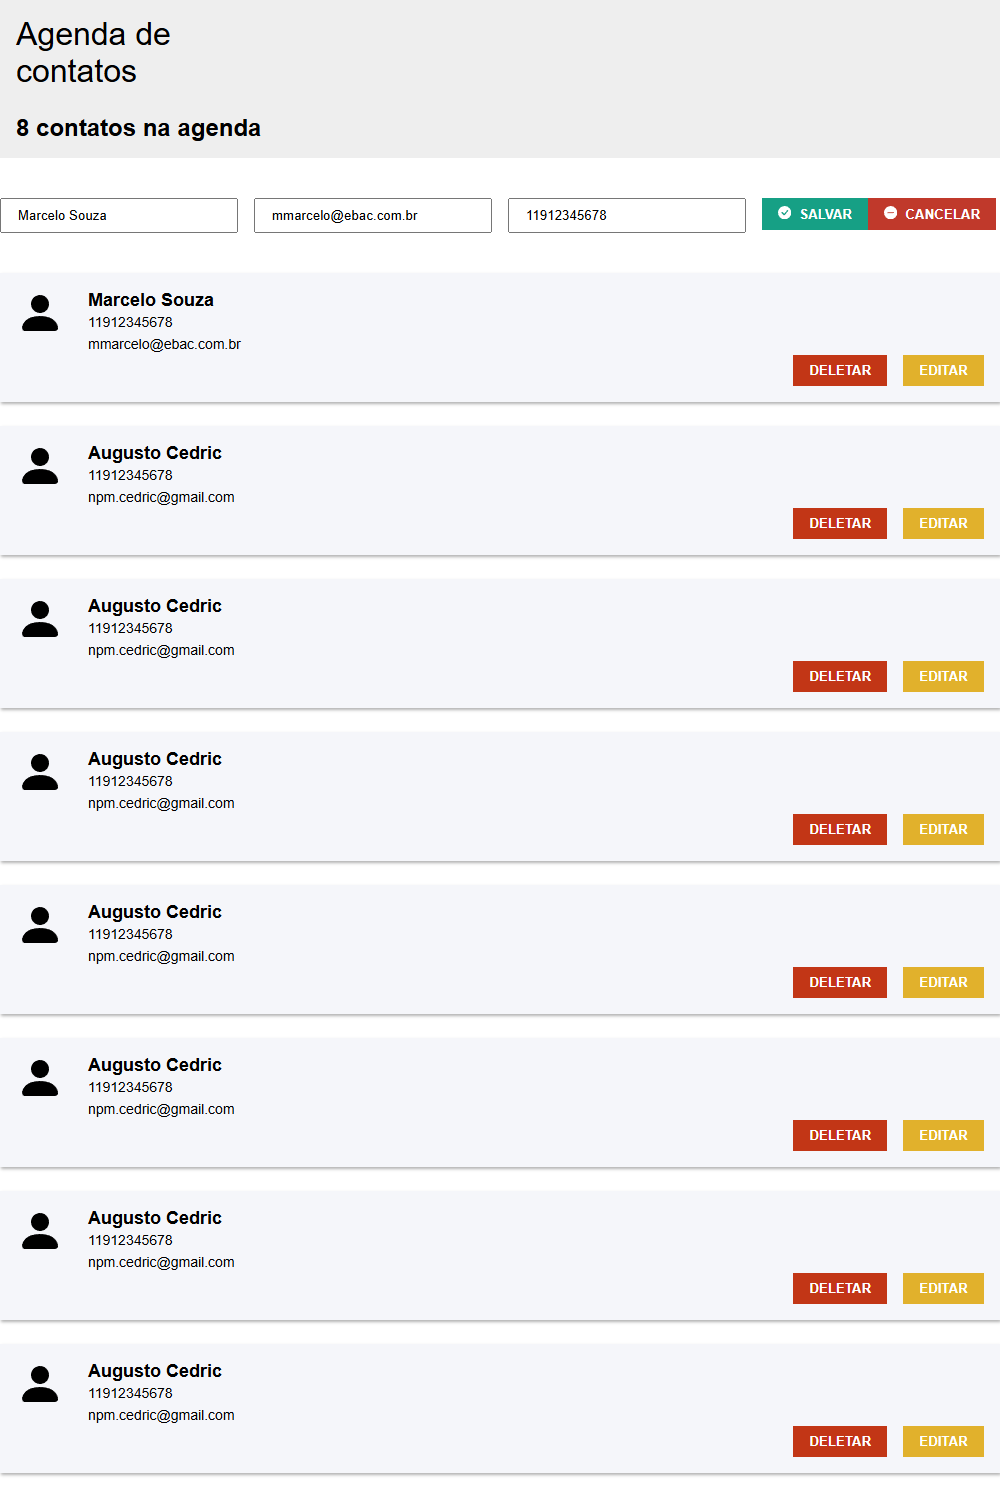 Agenda de
contatos
8 contatos na agenda
Marcelo Souza mmarcelo@ebac.com.br 11912345678 SALVAR CANCELAR
Marcelo Souza
11912345678
mmarcelo@ebac.com.br
DELETAR EDITAR
Augusto Cedric
11912345678
npm.cedric@gmail.com
DELETAR EDITAR
Augusto Cedric
11912345678
npm.cedric@gmail.com
DELETAR EDITAR
Augusto Cedric
11912345678
npm.cedric@gmail.com
DELETAR EDITAR
Augusto Cedric
11912345678
npm.cedric@gmail.com
DELETAR EDITAR
Augusto Cedric
11912345678
npm.cedric@gmail.com
DELETAR EDITAR
Augusto Cedric
11912345678
npm.cedric@gmail.com
DELETAR EDITAR
Augusto Cedric
11912345678
npm.cedric@gmail.com
DELETAR EDITAR